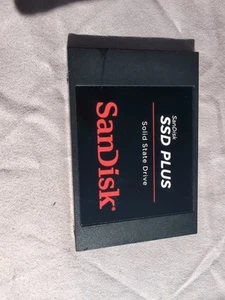 SanDisk
SSD PLUS
Solid State Drive
SanDisk